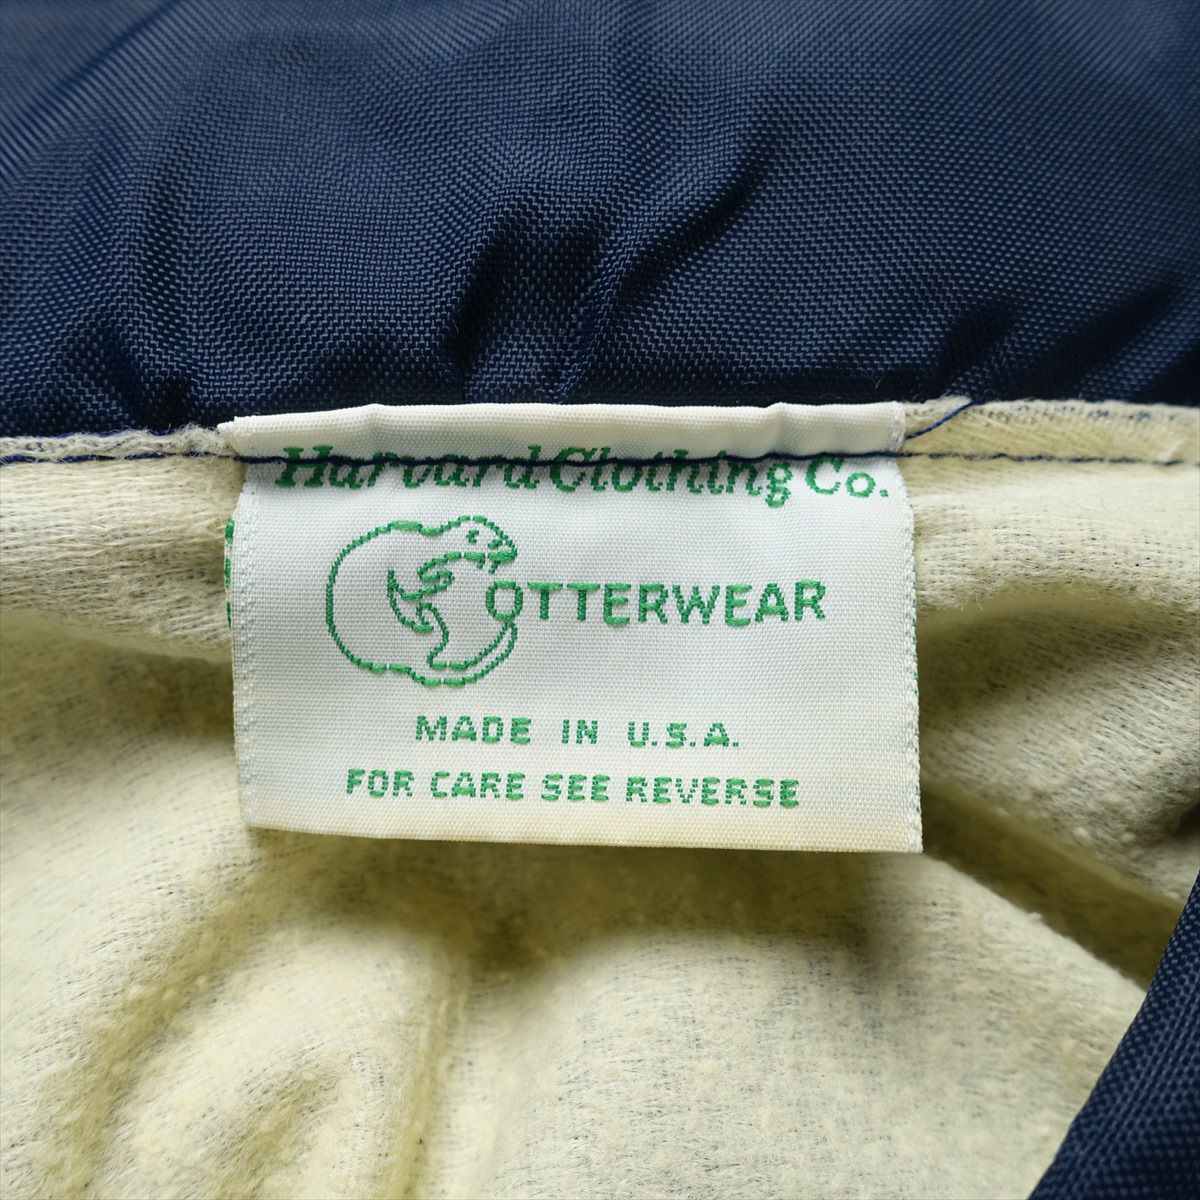 Harvard Clothing Co.
OTTERWEAR
MADE IN U.S.A.
FOR CARE SEE REVERSE